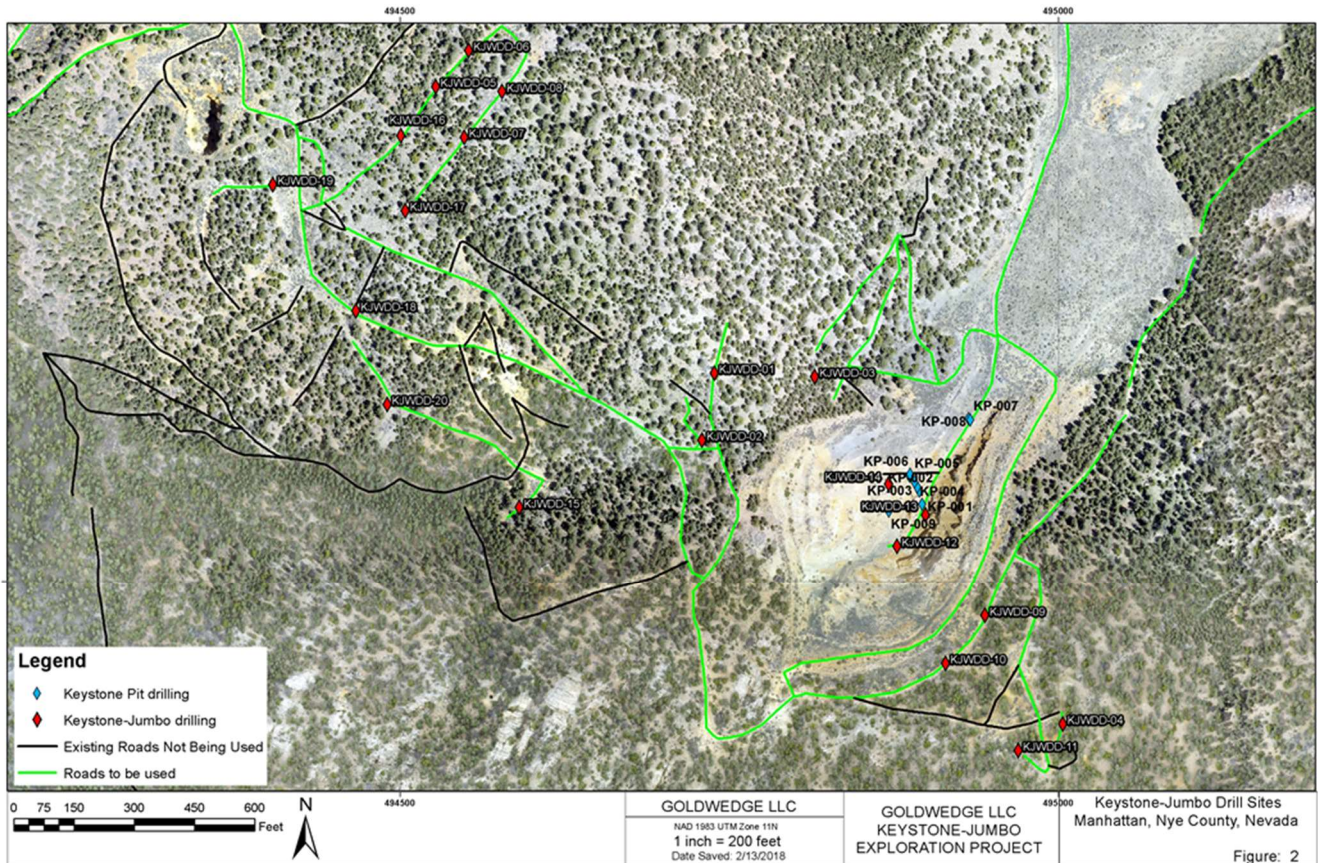 494500
495000
KJWDD-06
KJWDD-05
KJWDD-08
KJWDD-16
KJWDD-07
KJWDD-19
KJWDD-17
KJWDD-18
KJWDD-01
KJWDD-03
KJWDD-20
KP-007
KP-008
KJWDD-02
KP-006
KP-005
KJWDD-14
KP-002
KP-003
KP-004
KJWDD-15
KJWDD-13
KP-001
KP-009
KJWDD-12
KJWDD-09
KJWDD-10
KJWDD-04
KJWDD-11
Legend
Keystone Pit drilling
Keystone-Jumbo drilling
Existing Roads Not Being Used
Roads to be used
0 75 150 300 450 600
Feet
N
494500
495000
GOLDWEDGE LLC
NAD 1983 UTM Zone 11N
1 inch = 200 feet
Date Saved: 2/13/2018
GOLDWEDGE LLC
KEYSTONE-JUMBO
EXPLORATION PROJECT
Keystone-Jumbo Drill Sites
Manhattan, Nye County, Nevada
Figure: 2